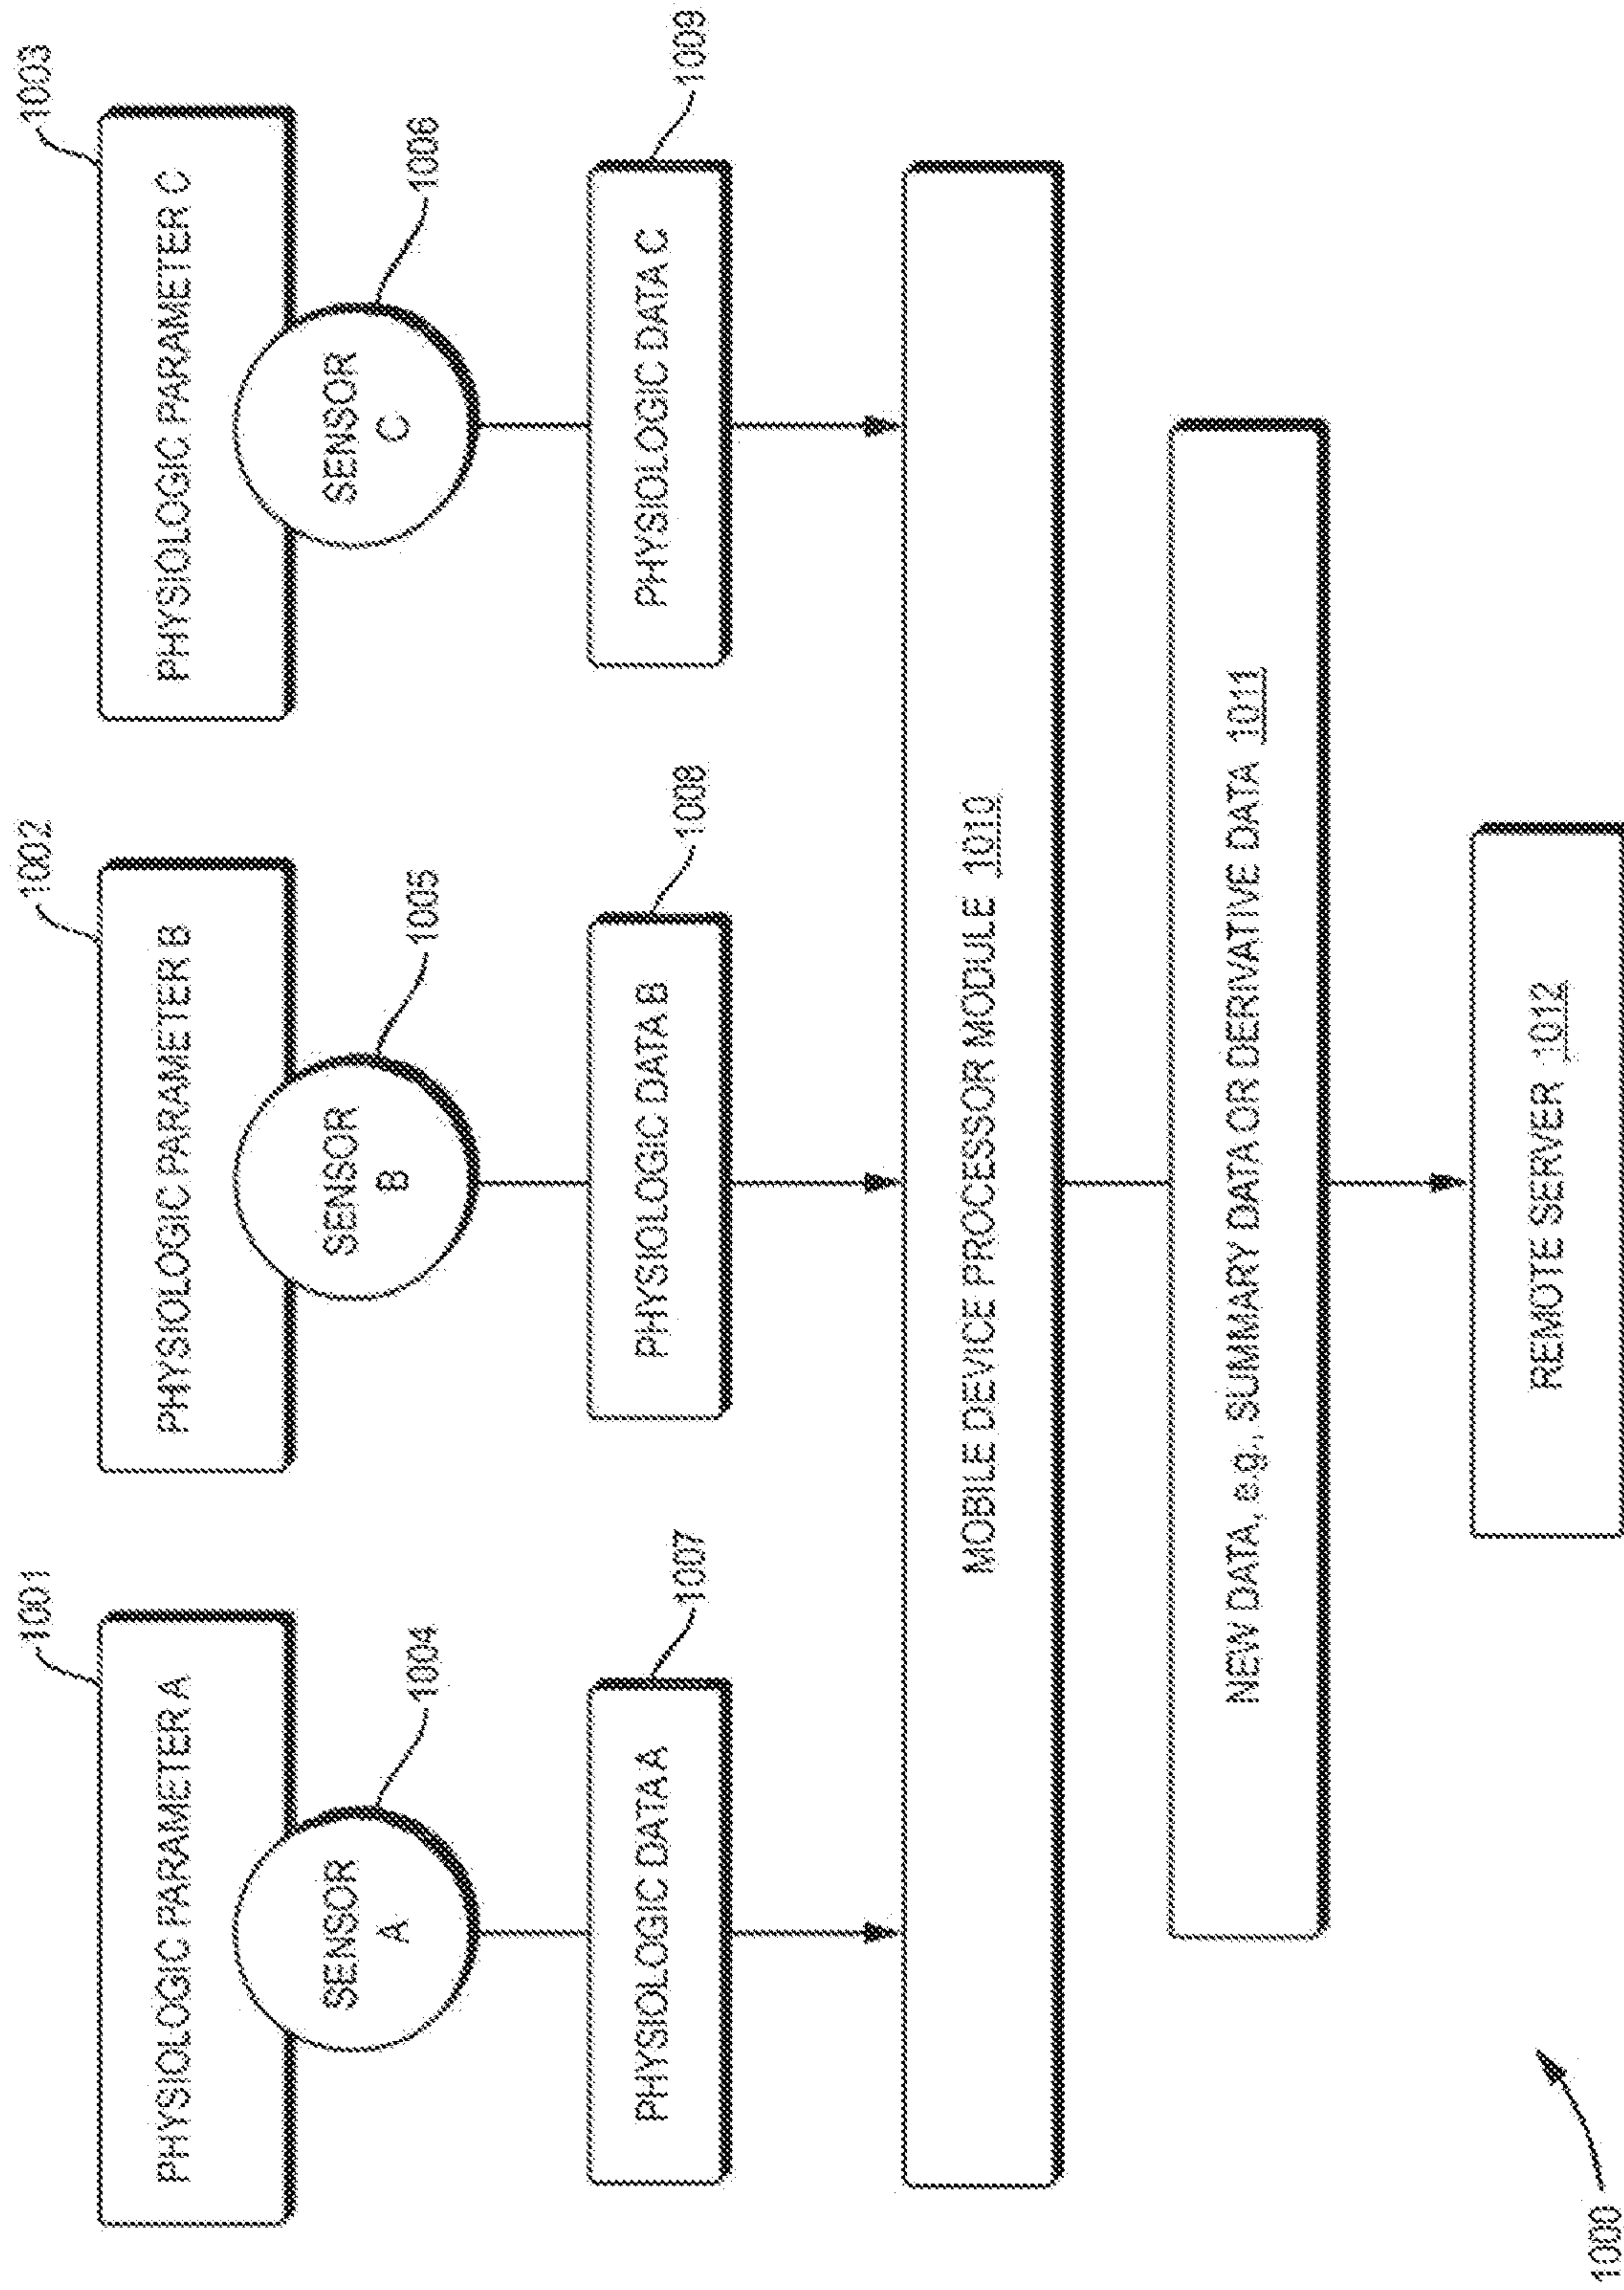 1001
1002
1003
PHYSIOLOGIC PARAMETER A
PHYSIOLOGIC PARAMETER B
PHYSIOLOGIC PARAMETER C
SENSOR
A
SENSOR
B
SENSOR
C
1004
1005
1006
PHYSIOLOGIC DATA A
PHYSIOLOGIC DATA B
PHYSIOLOGIC DATA C
1007
1008
1009
MOBILE DEVICE PROCESSOR MODULE 1010
NEW DATA, e.g., SUMMARY DATA OR DERIVATIVE DATA 1011
REMOTE SERVER 1012
1000